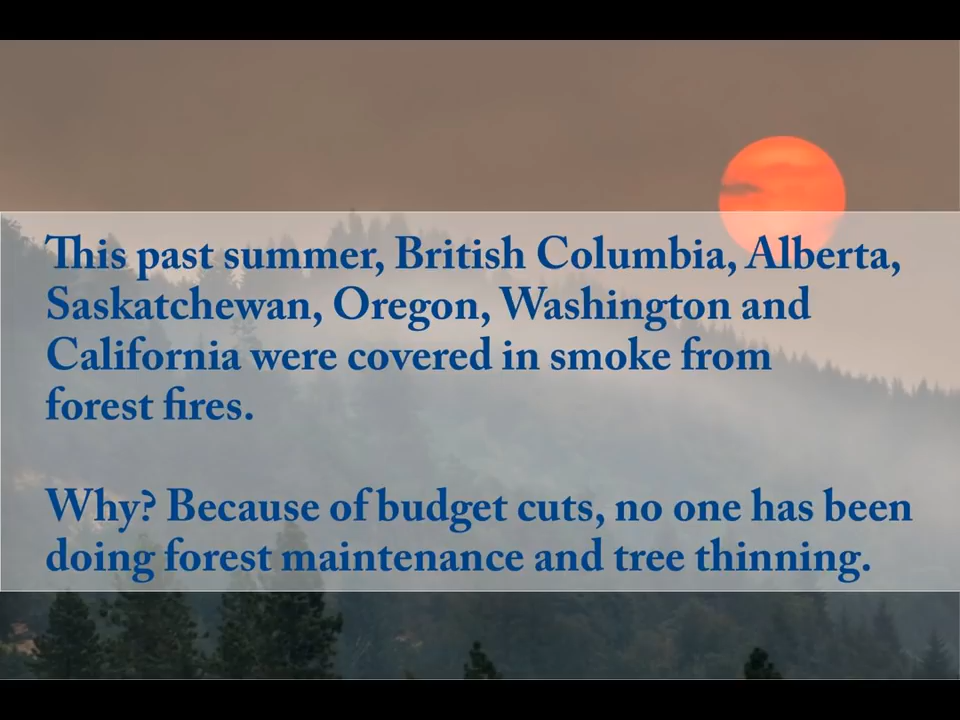 This past summer, British Columbia, Alberta,
Saskatchewan, Oregon, Washington and
California were covered in smoke from
forest fires.
Why? Because of budget cuts, no one has been
doing forest maintenance and tree thinning.